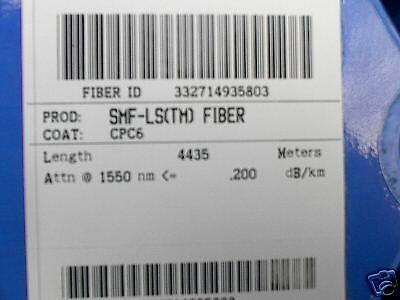 FIBER ID 332714935803
PROD: SMF-LS(TM) FIBER
COAT: CPC6
Length 4435 Meters
Attn @ 1550 nm <= .200 dB/km